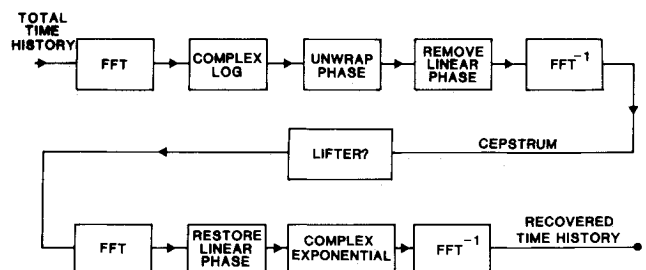 TOTAL
TIME
HISTORY
FFT
COMPLEX
LOG
UNWRAP
PHASE
REMOVE
LINEAR
PHASE
FFT⁻¹
LIFTER?
CEPSTRUM
FFT
RESTORE
LINEAR
PHASE
COMPLEX
EXPONENTIAL
FFT⁻¹
RECOVERED
TIME HISTORY